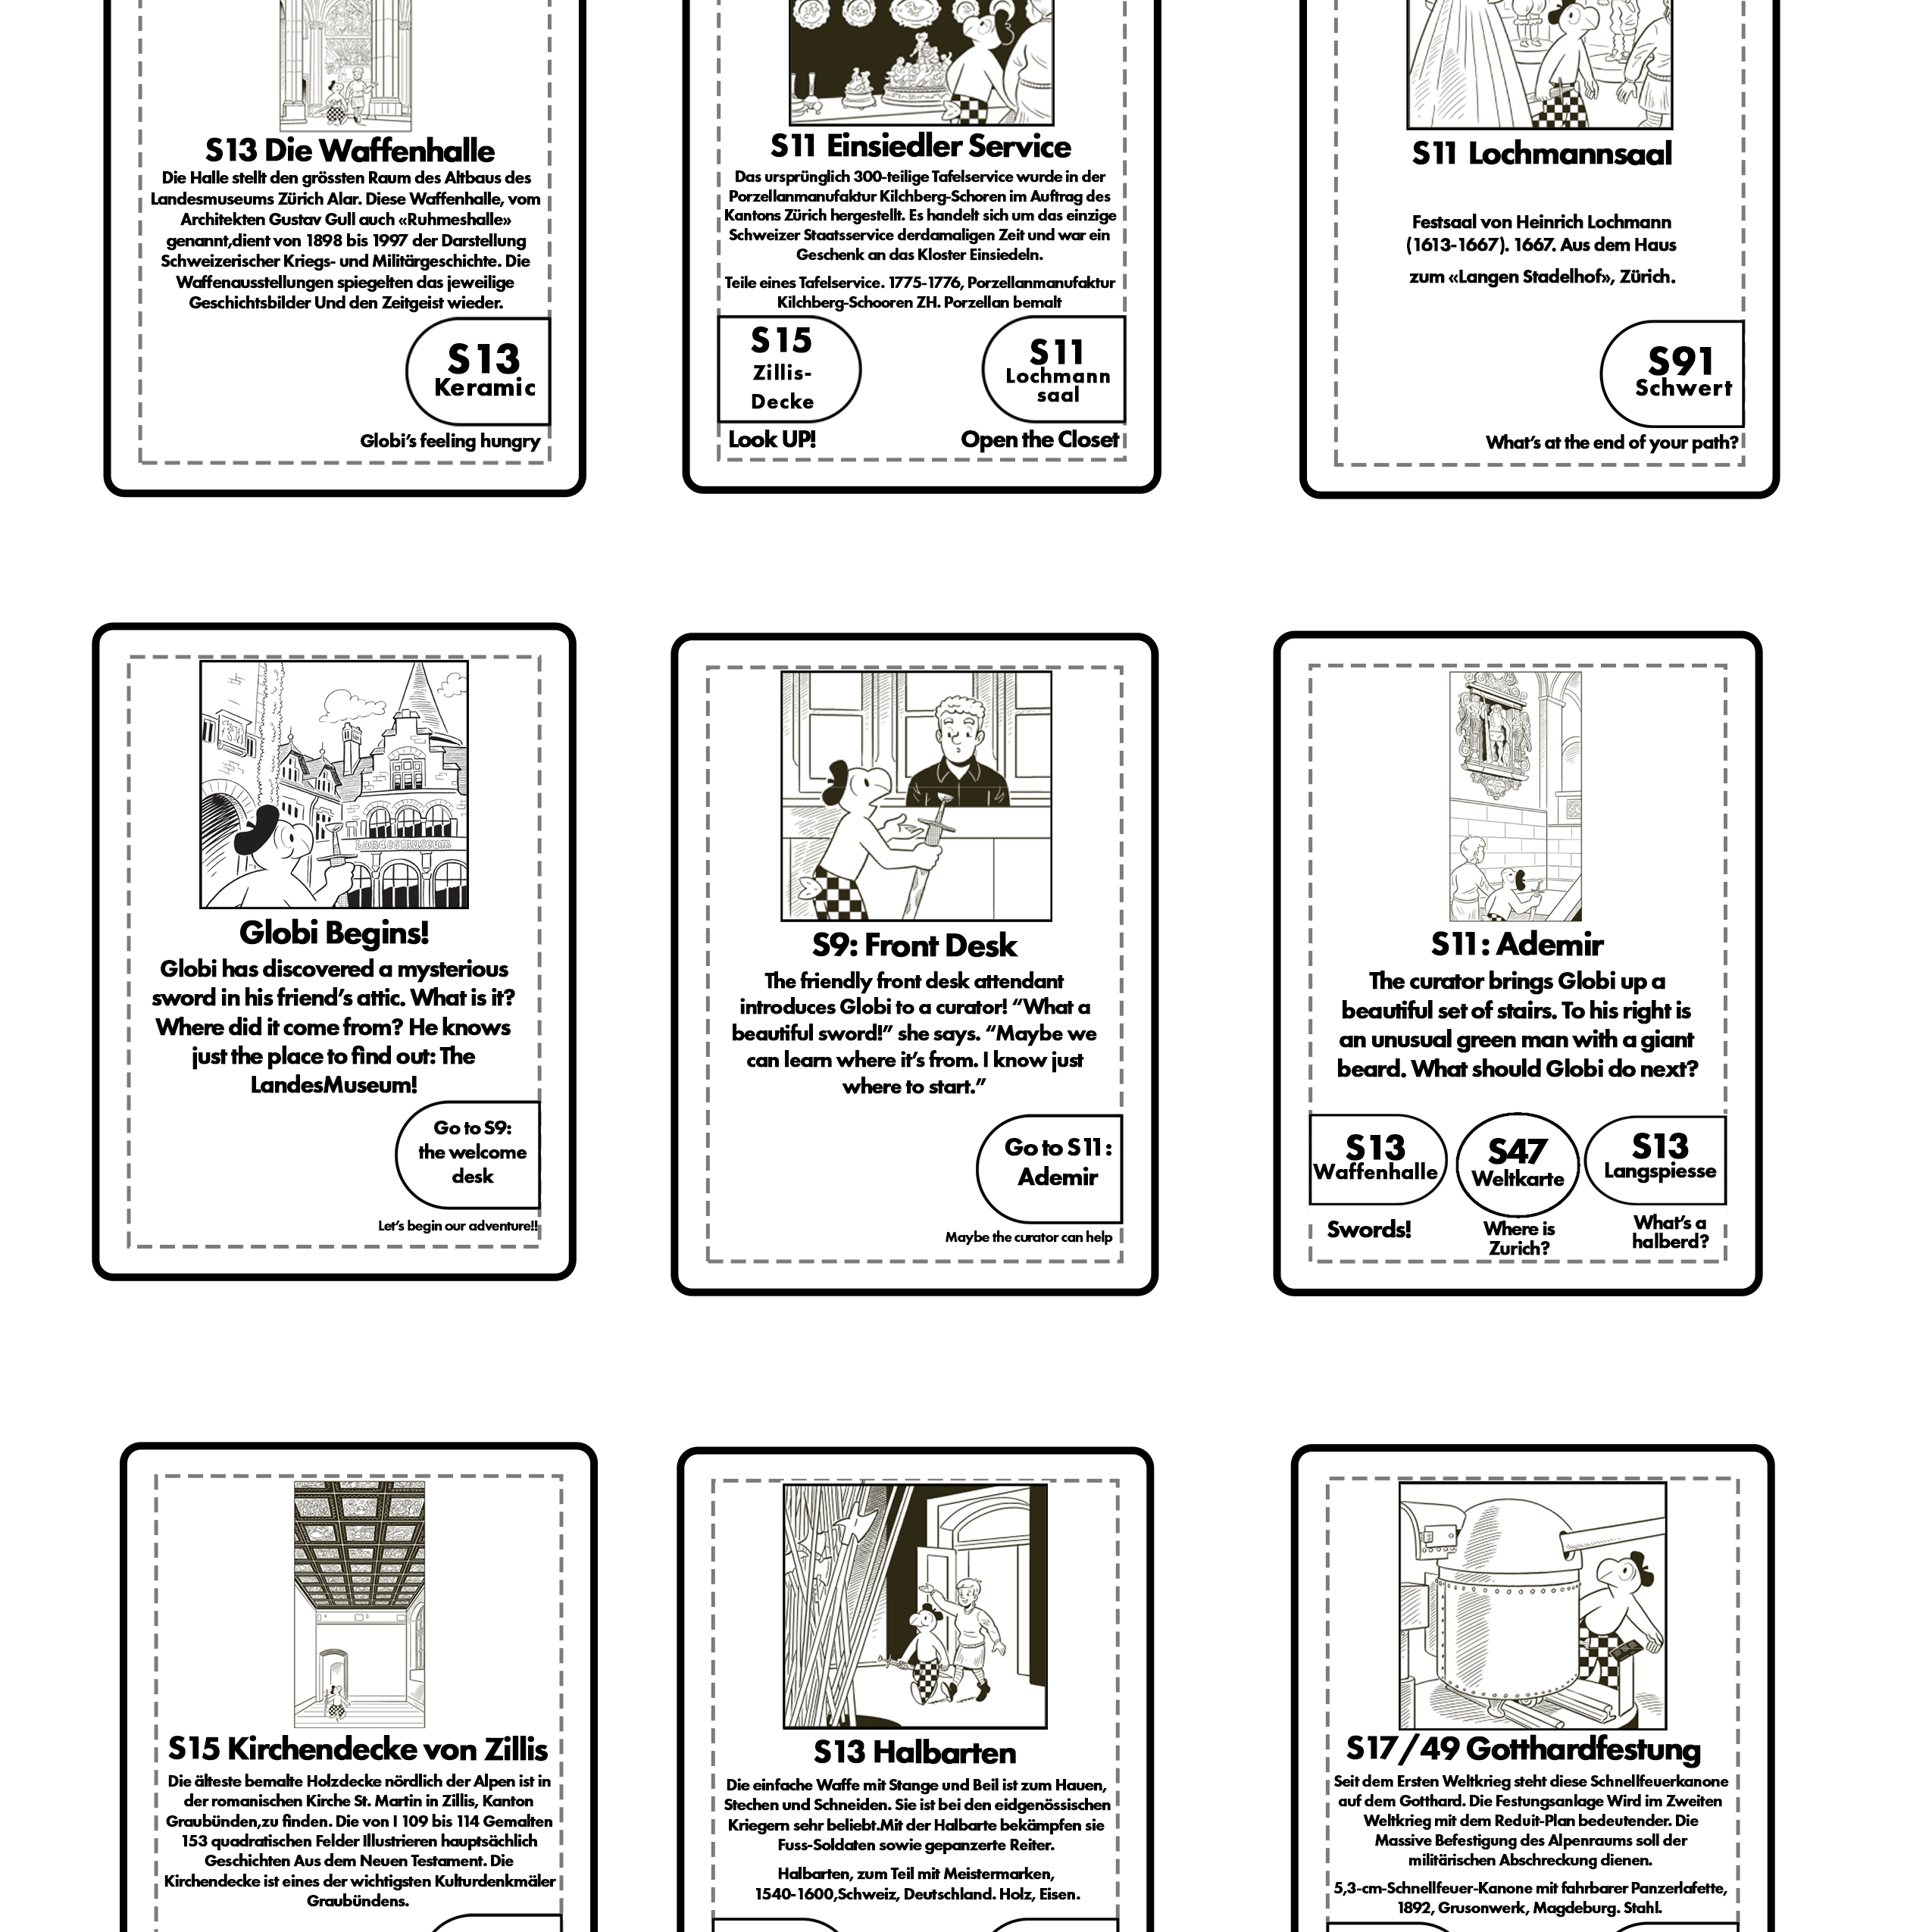 S13 Die Waffenhalle
Die Halle stellt den grössten Raum des Altbaus des
Landesmuseums Zürich Alar. Diese Waffenhalle, vom
Architekten Gustav Gull auch «Ruhmeshalle»
genannt,dient von 1898 bis 1997 der Darstellung
Schweizerischer Kriegs- und Militärgeschichte. Die
Waffenausstellungen spiegelten das jeweilige
Geschichtsbilder Und den Zeitgeist wieder.
S13
Keramic
Globi's feeling hungry
S11 Einsiedler Service
Das ursprünglich 300-teilige Tafelservice wurde in der
Porzellanmanufaktur Kilchberg-Schoren im Auftrag des
Kantons Zürich hergestellt. Es handelt sich um das einzige
Schweizer Staatsservice derdamaligen Zeit und war ein
Geschenk an das Kloster Einsiedeln.
Teile eines Tafelservice. 1775-1776, Porzellanmanufaktur
Kilchberg-Schooren ZH. Porzellan bemalt
S15
Zillis-
Decke
Look UP!
S11
Lochmann
saal
Open the Closet
S11 Lochmannsaal
Festsaal von Heinrich Lochmann
(1613-1667). 1667. Aus dem Haus
zum «Langen Stadelhof», Zürich.
S91
Schwert
What's at the end of your path?
Landesmuseum
Globi Begins!
Globi has discovered a mysterious
sword in his friend's attic. What is it?
Where did it come from? He knows
just the place to find out: The
LandesMuseum!
Go to S9:
the welcome
desk
Let's begin our adventure!!
S9: Front Desk
The friendly front desk attendant
introduces Globi to a curator! “What a
beautiful sword!” she says. “Maybe we
can learn where it's from. I know just
where to start.”
Go to S11:
Ademir
Maybe the curator can help
S11: Ademir
The curator brings Globi up a
beautiful set of stairs. To his right is
an unusual green man with a giant
beard. What should Globi do next?
S13
Waffenhalle
Swords!
S47
Weltkarte
Where is
Zurich?
S13
Langspiesse
What's a
halberd?
S15 Kirchendecke von Zillis
Die älteste bemalte Holzdecke nördlich der Alpen ist in
der romanischen Kirche St. Martin in Zillis, Kanton
Graubünden,zu finden. Die von I 109 bis 114 Gemalten
153 quadratischen Felder Illustrieren hauptsächlich
Geschichten Aus dem Neuen Testament. Die
Kirchendecke ist eines der wichtigsten Kulturdenkmäler
Graubündens.
S13 Halbarten
Die einfache Waffe mit Stange und Beil ist zum Hauen,
Stechen und Schneiden. Sie ist bei den eidgenössischen
Kriegern sehr beliebt.Mit der Halbarte bekämpfen sie
Fuss-Soldaten sowie gepanzerte Reiter.
Halbarten, zum Teil mit Meistermarken,
1540-1600,Schweiz, Deutschland. Holz, Eisen.
S17/49 Gotthardfestung
Seit dem Ersten Weltkrieg steht diese Schnellfeuerkanone
auf dem Gotthard. Die Festungsanlage Wird im Zweiten
Weltkrieg mit dem Reduit-Plan bedeutender. Die
Massive Befestigung des Alpenraums soll der
militärischen Abschreckung dienen.
5,3-cm-Schnellfeuer-Kanone mit fahrbarer Panzerlafette,
1892, Grusonwerk, Magdeburg. Stahl.